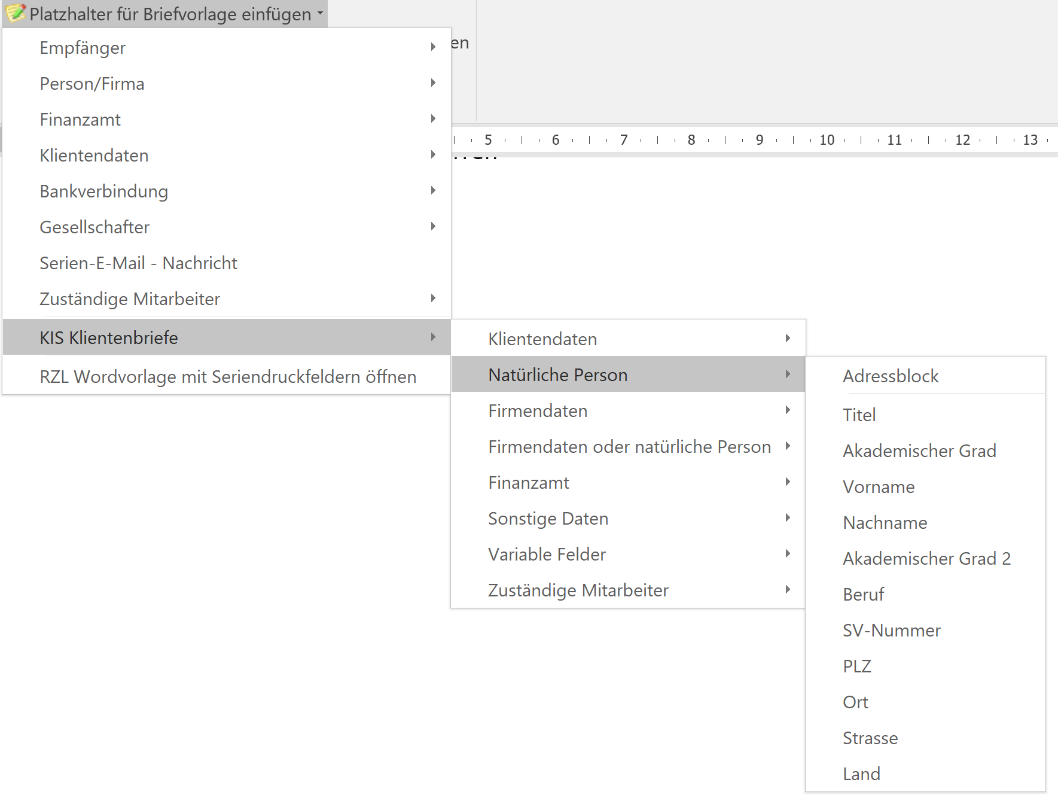 Platzhalter für Briefvorlage einfügen
Empfänger
en
Person/Firma
Finanzamt
5 6 7 8 9 10 11 12 13
Klientendaten
Bankverbindung
Gesellschafter
Serien-E-Mail - Nachricht
Zuständige Mitarbeiter
KIS Klientenbriefe
RZL Wordvorlage mit Seriendruckfeldern öffnen
Klientendaten
Natürliche Person
Firmendaten
Firmendaten oder natürliche Person
Finanzamt
Sonstige Daten
Variable Felder
Zuständige Mitarbeiter
Adressblock
Titel
Akademischer Grad
Vorname
Nachname
Akademischer Grad 2
Beruf
SV-Nummer
PLZ
Ort
Strasse
Land